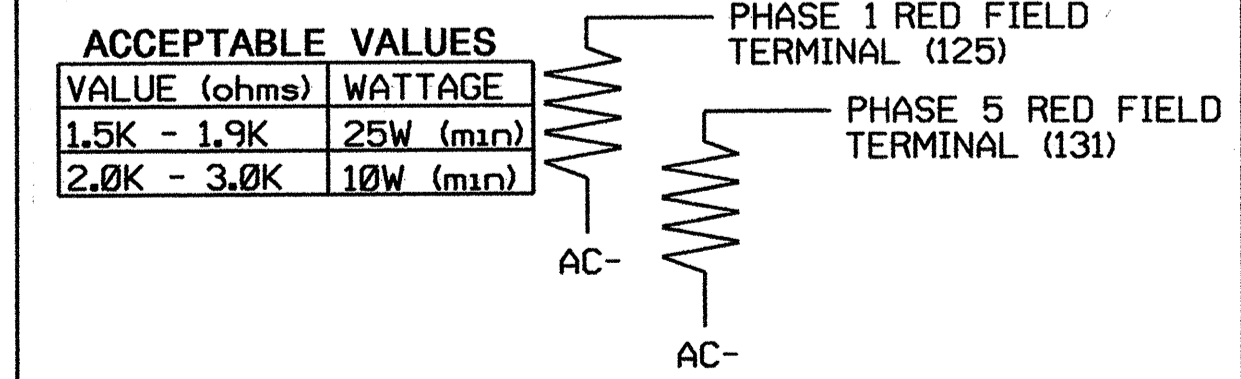 ACCEPTABLE VALUES
VALUE (ohms) WATTAGE
1.5K - 1.9K 25W (min)
2.0K - 3.0K 10W (min)
PHASE 1 RED FIELD
TERMINAL (125)
AC-
PHASE 5 RED FIELD
TERMINAL (131)
AC-